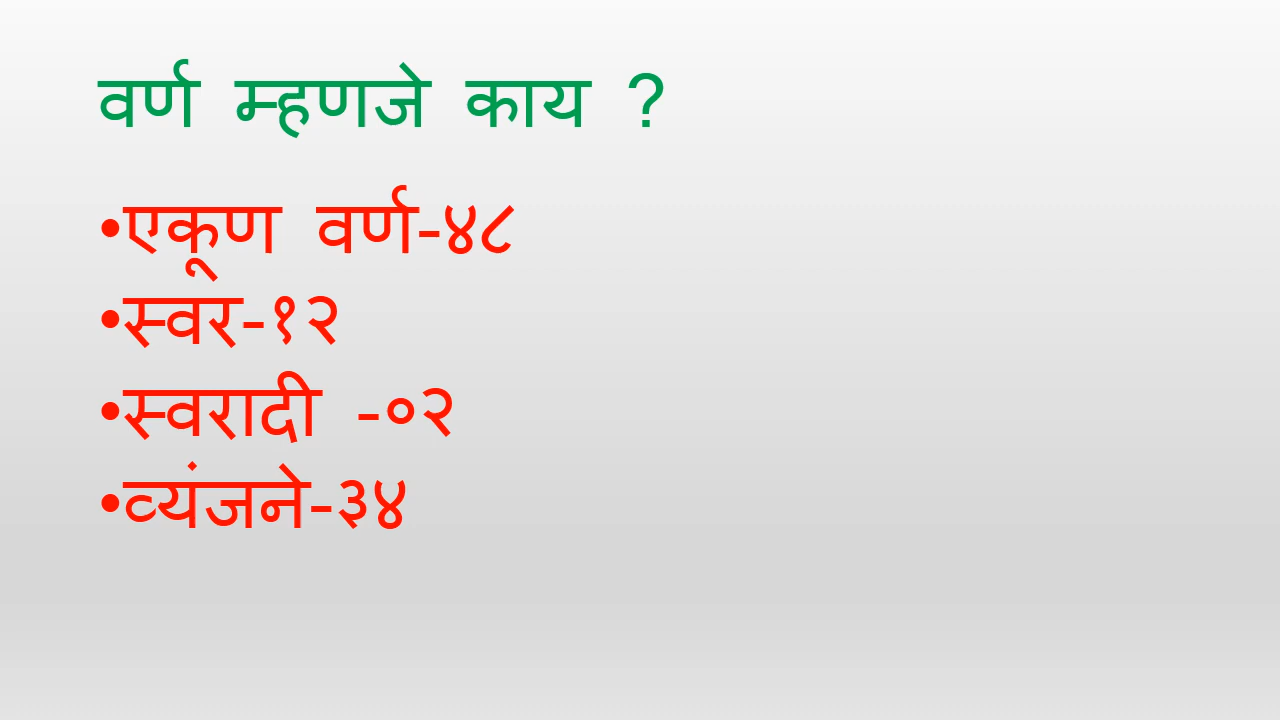 वर्ण म्हणजे काय ?
•एकूण वर्ण-४८
•स्वर-१२
•स्वरादी -०२
•व्यंजने-३४